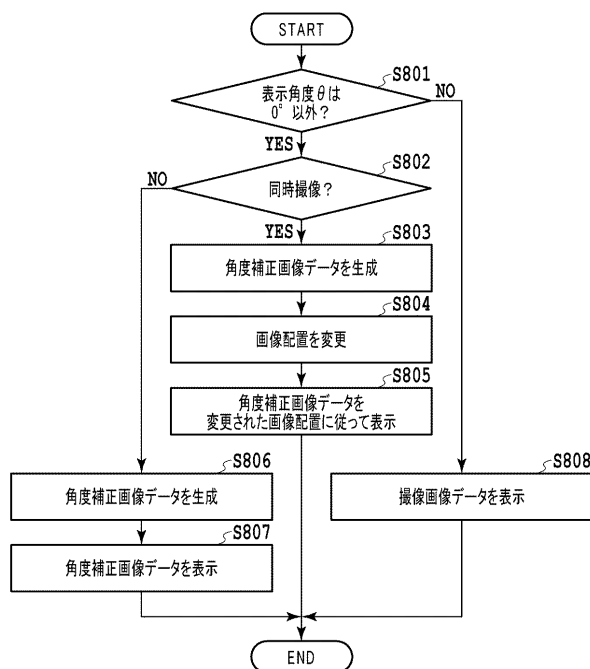 START
S801
表示角度θは
0°以外?
NO
YES
S802
同時撮像?
NO
YES
S803
角度補正画像データを生成
S804
画像配置を変更
S805
角度補正画像データを
変更された画像配置に従って表示
S806
角度補正画像データを生成
S807
角度補正画像データを表示
S808
撮像画像データを表示
END